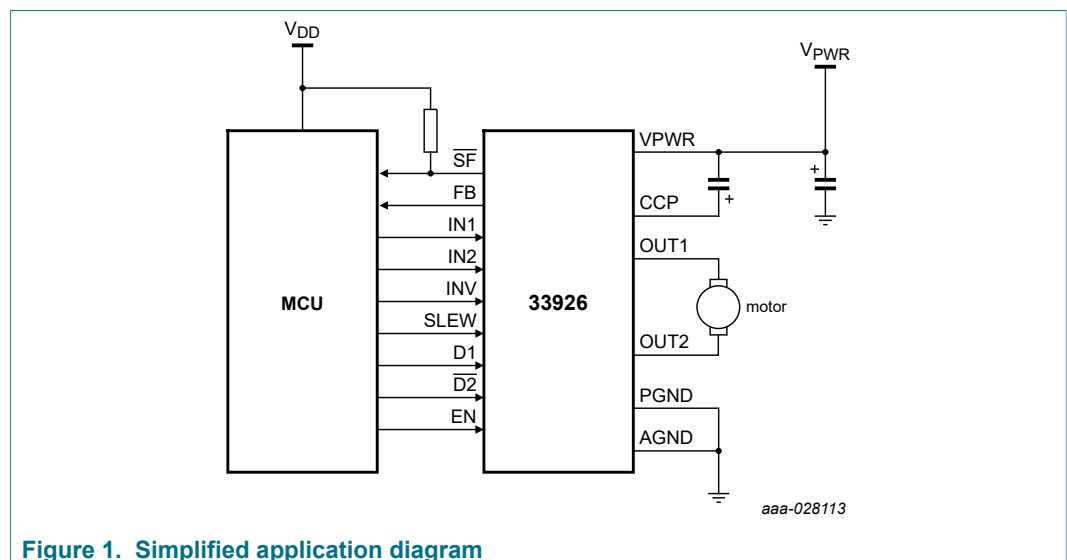 VDD
VPWR
VPWR
SF
FB
CCP
IN1
OUT1
IN2
INV
MCU
33926
motor
SLEW
OUT2
D1
D2
PGND
EN
AGND
+
+
aaa-028113
Figure 1. Simplified application diagram